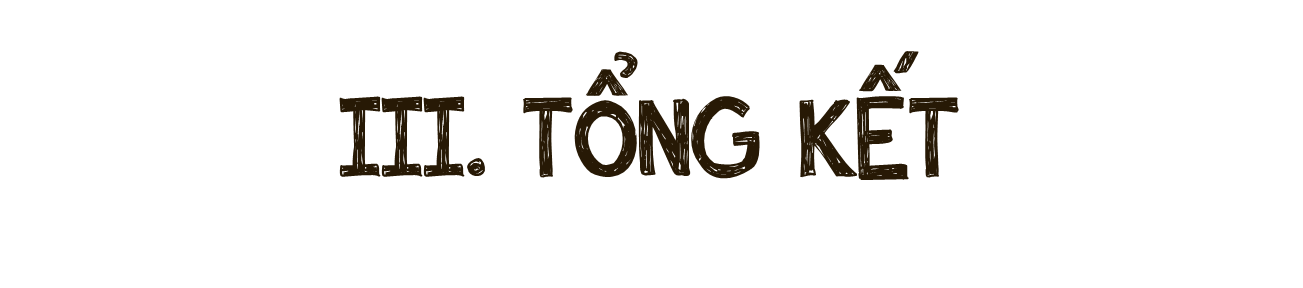 III. TỔNG KẾT